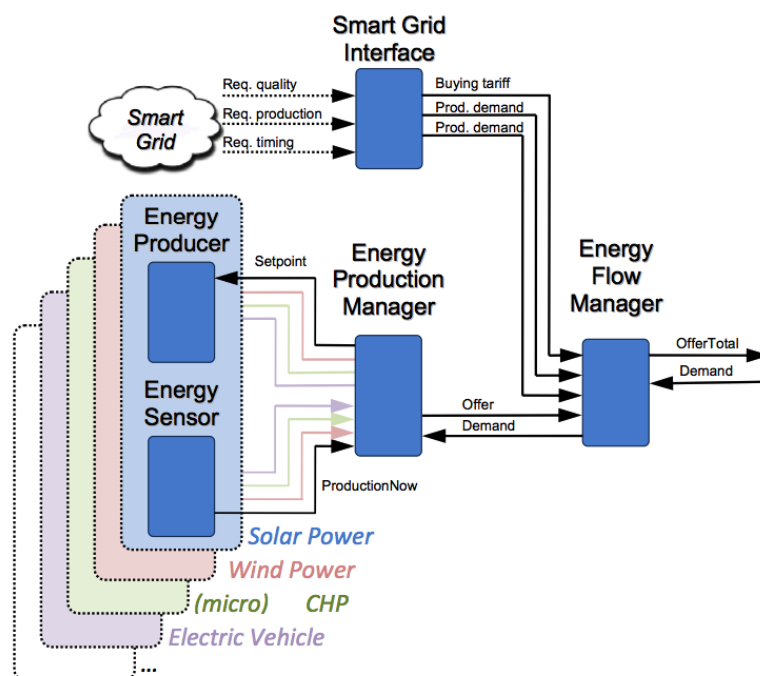 Smart Grid
Interface
Req. quality
Buying tariff
Smart
Grid
Req. production
Prod. demand
Req. timing
Prod. demand
Energy
Producer
Setpoint
Energy
Production
Manager
Energy
Flow
Manager
OfferTotal
Demand
Energy
Sensor
Offer
Demand
ProductionNow
Solar Power
Wind Power
(micro) CHP
Electric Vehicle
...